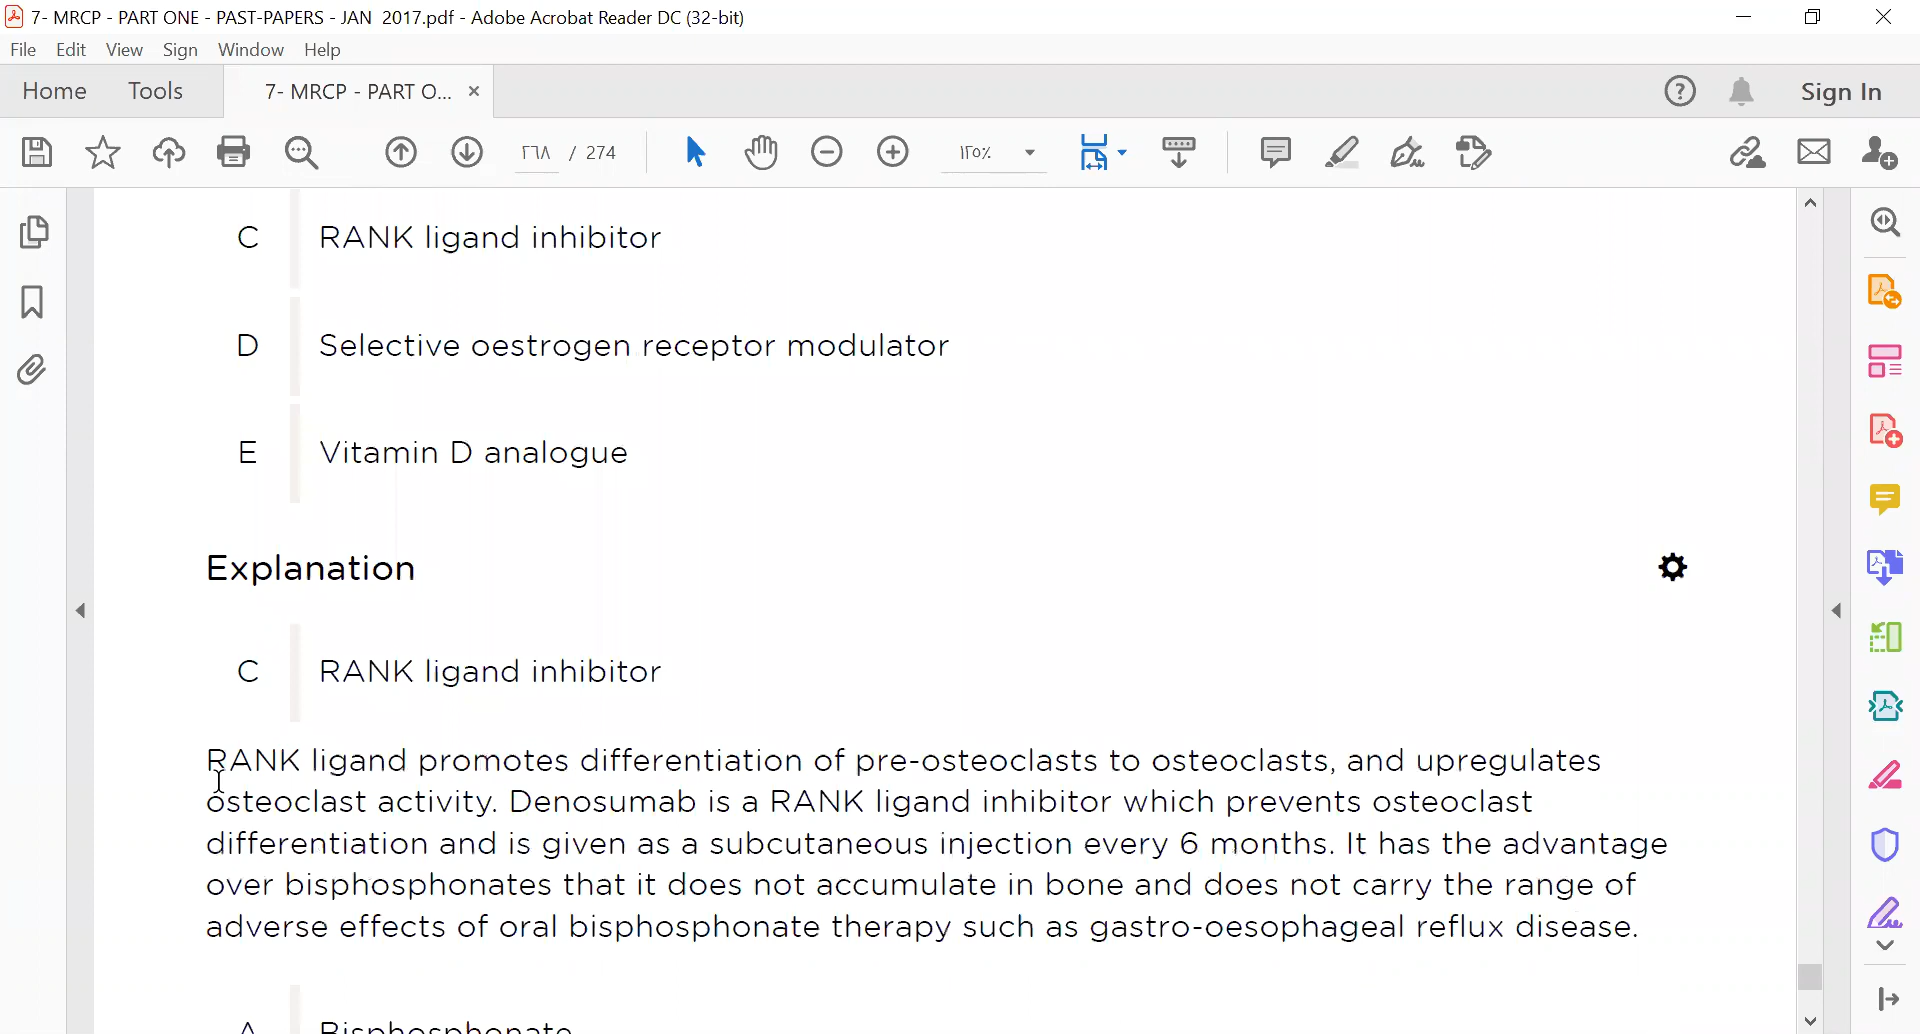 7- MRCP - PART ONE - PAST-PAPERS - JAN  2017.pdf - Adobe Acrobat Reader DC (32-bit)
File Edit View Sign Window Help
Home Tools 7- MRCP - PART O... × Sign In
٢٦٨ / 274 ١٢٥%
C RANK ligand inhibitor
D Selective oestrogen receptor modulator
E Vitamin D analogue
Explanation
C RANK ligand inhibitor
RANK ligand promotes differentiation of pre-osteoclasts to osteoclasts, and upregulates
osteoclast activity. Denosumab is a RANK ligand inhibitor which prevents osteoclast
differentiation and is given as a subcutaneous injection every 6 months. It has the advantage
over bisphosphonates that it does not accumulate in bone and does not carry the range of
adverse effects of oral bisphosphonate therapy such as gastro-oesophageal reflux disease.
A Bisphosphonate